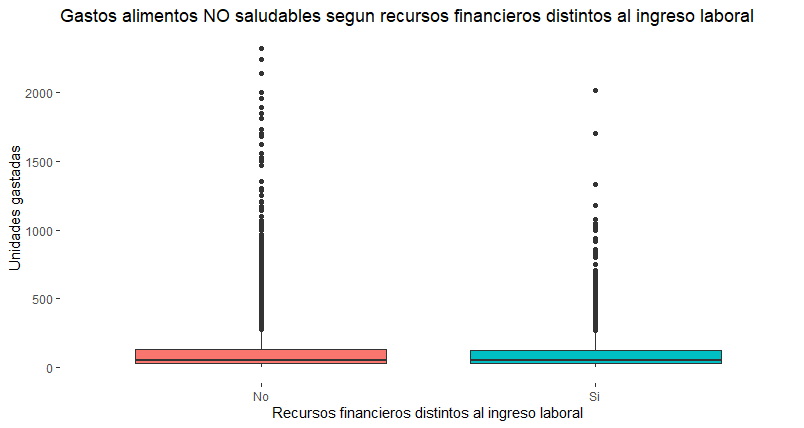 Gastos alimentos NO saludables segun recursos financieros distintos al ingreso laboral
Unidades gastadas
2000
1500
1000
500
0
No
Si
Recursos financieros distintos al ingreso laboral